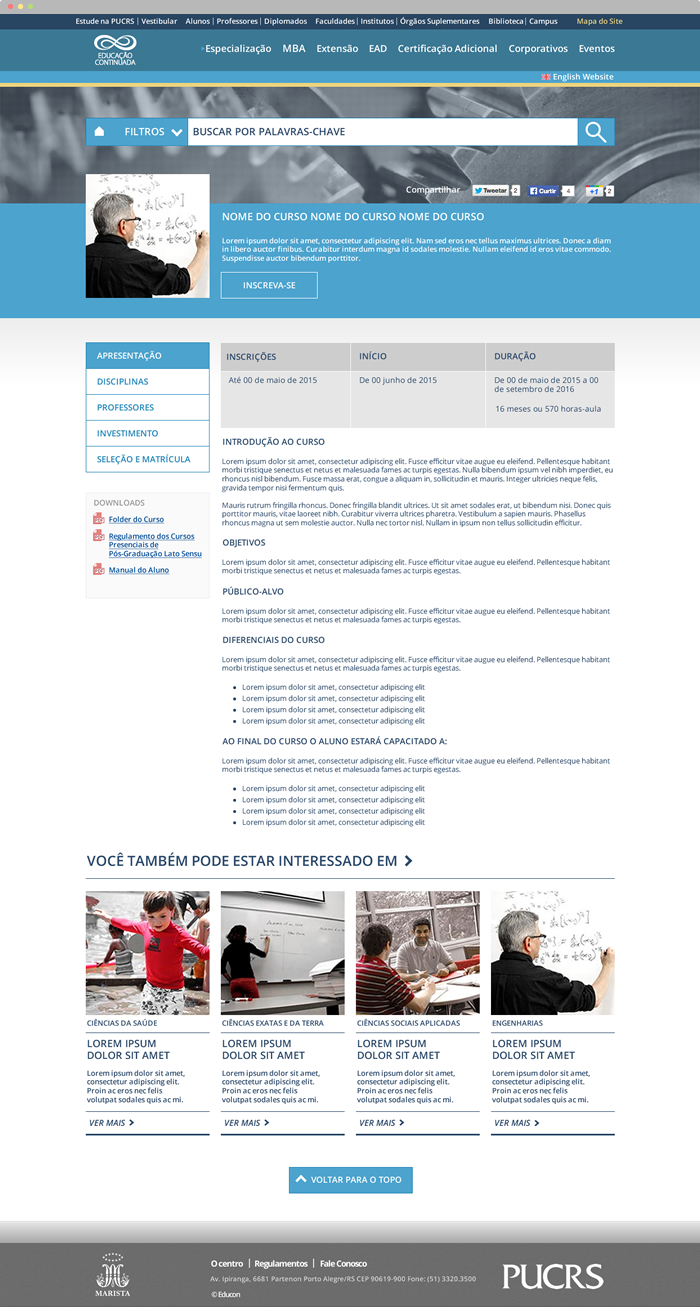 Estude na PUCRS | Vestibular Alunos | Professores | Diplomados Faculdades | Institutos | Órgãos Suplementares Biblioteca | Campus Mapa do Site
EDUCAÇÃO
CONTINUADA
Especialização MBA Extensão EAD Certificação Adicional Corporativos Eventos
English Website
FILTROS BUSCAR POR PALAVRAS-CHAVE
Compartilhar Tweetar 2 Curtir 4 +1 2
NOME DO CURSO NOME DO CURSO NOME DO CURSO
Lorem ipsum dolor sit amet, consectetur adipiscing elit. Nam sed eros nec tellus maximus ultrices. Donec a diam
in libero auctor finibus. Curabitur interdum magna id sodales molestie. Nullam eleifend id eros vitae commodo.
Suspendisse auctor bibendum porttitor.
INSCREVA-SE
APRESENTAÇÃO
DISCIPLINAS
PROFESSORES
INVESTIMENTO
SELEÇÃO E MATRÍCULA
DOWNLOADS
Folder do Curso
Regulamento dos Cursos
Presenciais de
Pós-Graduação Lato Sensu
Manual do Aluno
INSCRIÇÕES INÍCIO DURAÇÃO
Até 00 de maio de 2015 De 00 junho de 2015 De 00 de maio de 2015 a 00
de setembro de 2016
16 meses ou 570 horas-aula
INTRODUÇÃO AO CURSO
Lorem ipsum dolor sit amet, consectetur adipiscing elit. Fusce efficitur vitae augue eu eleifend. Pellentesque habitant
morbi tristique senectus et netus et malesuada fames ac turpis egestas. Nulla bibendum ipsum vel nibh imperdiet, eu
rhoncus nisl bibendum. Fusce massa erat, congue a aliquam in, sollicitudin et mauris. Integer ultricies neque felis,
gravida tempor nisi fermentum quis.
Mauris rutrum fringilla rhoncus. Donec fringilla blandit ultrices. Ut sit amet sodales erat, ut bibendum nisi. Donec quis
porttitor mauris, vitae laoreet nibh. Curabitur viverra ultrices pharetra. Vestibulum a sapien mauris. Phasellus
rhoncus magna ut sem molestie auctor. Nulla nec tortor nisl. Nullam in ipsum non tellus sollicitudin efficitur.
OBJETIVOS
Lorem ipsum dolor sit amet, consectetur adipiscing elit. Fusce efficitur vitae augue eu eleifend. Pellentesque habitant
morbi tristique senectus et netus et malesuada fames ac turpis egestas.
PÚBLICO-ALVO
Lorem ipsum dolor sit amet, consectetur adipiscing elit. Fusce efficitur vitae augue eu eleifend. Pellentesque habitant
morbi tristique senectus et netus et malesuada fames ac turpis egestas.
DIFERENCIAIS DO CURSO
Lorem ipsum dolor sit amet, consectetur adipiscing elit. Fusce efficitur vitae augue eu eleifend. Pellentesque habitant
morbi tristique senectus et netus et malesuada fames ac turpis egestas.
• Lorem ipsum dolor sit amet, consectetur adipiscing elit
• Lorem ipsum dolor sit amet, consectetur adipiscing elit
• Lorem ipsum dolor sit amet, consectetur adipiscing elit
• Lorem ipsum dolor sit amet, consectetur adipiscing elit
AO FINAL DO CURSO O ALUNO ESTARÁ CAPACITADO A:
Lorem ipsum dolor sit amet, consectetur adipiscing elit. Fusce efficitur vitae augue eu eleifend. Pellentesque habitant
morbi tristique senectus et netus et malesuada fames ac turpis egestas.
• Lorem ipsum dolor sit amet, consectetur adipiscing elit
• Lorem ipsum dolor sit amet, consectetur adipiscing elit
• Lorem ipsum dolor sit amet, consectetur adipiscing elit
• Lorem ipsum dolor sit amet, consectetur adipiscing elit
VOCÊ TAMBÉM PODE ESTAR INTERESSADO EM
CIÊNCIAS DA SAÚDE
LOREM IPSUM
DOLOR SIT AMET
Lorem ipsum dolor sit amet,
consectetur adipiscing elit.
Proin ac eros nec felis
volutpat sodales quis ac mi.
VER MAIS
CIÊNCIAS EXATAS E DA TERRA
LOREM IPSUM
DOLOR SIT AMET
Lorem ipsum dolor sit amet,
consectetur adipiscing elit.
Proin ac eros nec felis
volutpat sodales quis ac mi.
VER MAIS
CIÊNCIAS SOCIAIS APLICADAS
LOREM IPSUM
DOLOR SIT AMET
Lorem ipsum dolor sit amet,
consectetur adipiscing elit.
Proin ac eros nec felis
volutpat sodales quis ac mi.
VER MAIS
ENGENHARIAS
LOREM IPSUM
DOLOR SIT AMET
Lorem ipsum dolor sit amet,
consectetur adipiscing elit.
Proin ac eros nec felis
volutpat sodales quis ac mi.
VER MAIS
VOLTAR PARA O TOPO
MARISTA
O centro | Regulamentos | Fale Conosco
Av. Ipiranga, 6681 Partenon Porto Alegre/RS CEP 90619-900 Fone: (51) 3320.3500
© Educon
PUCRS